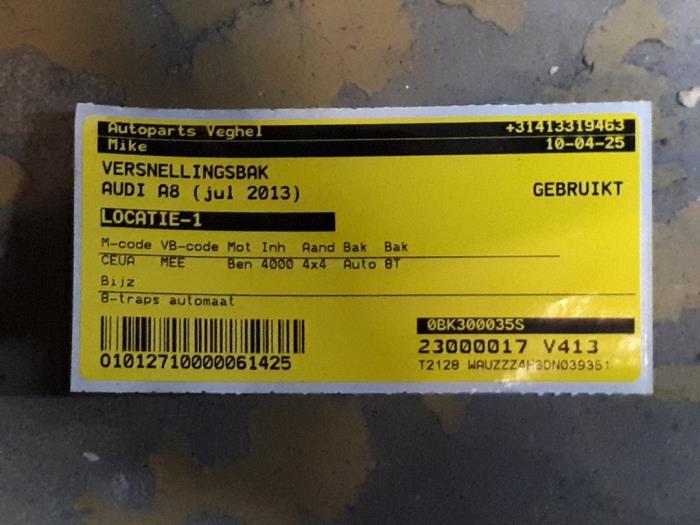 Autoparts Veghel +31413319463
Mike 10-04-25
VERSNELLINGSBAK
AUDI A8 (jul 2013) GEBRUIKT
LOCATIE-1
M-code VB-code Mot Inh Aand Bak Bak
CEUA MEE Ben 4000 4x4 Auto 8T
Bijz
8-traps automaat
0BK300035S
23000017 V413
01012710000061425
T2128 WAUZZZ4H3DN039351